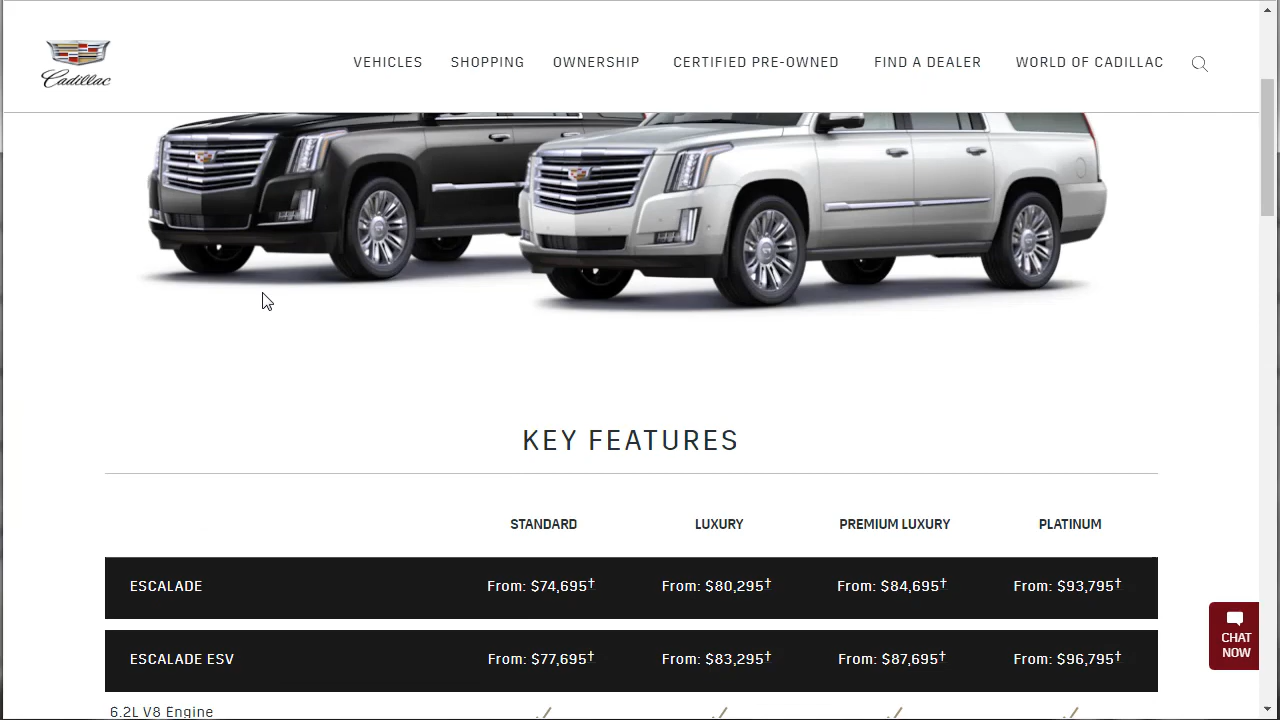 Cadillac
VEHICLES SHOPPING OWNERSHIP CERTIFIED PRE-OWNED FIND A DEALER WORLD OF CADILLAC
KEY FEATURES
STANDARD LUXURY PREMIUM LUXURY PLATINUM
ESCALADE From: $74,695† From: $80,295† From: $84,695† From: $93,795†
ESCALADE ESV From: $77,695† From: $83,295† From: $87,695† From: $96,795†
CHAT
NOW
6.2L V8 Engine